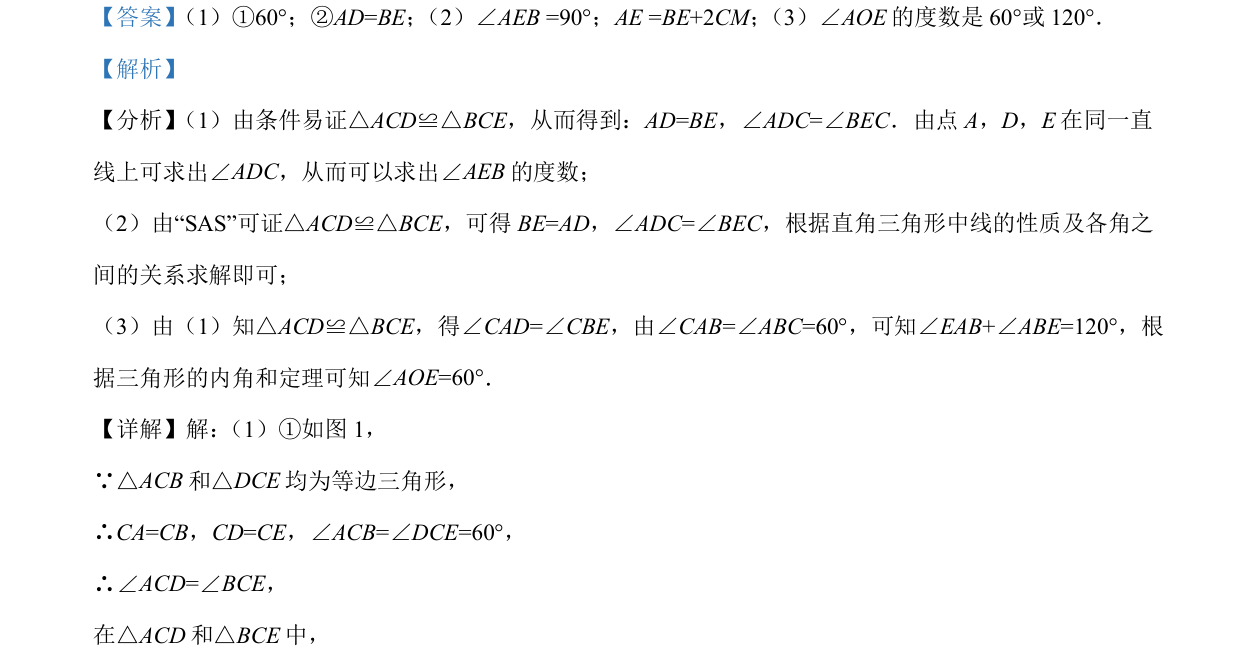 【答案】（1）①60°；②AD=BE；（2）∠AEB =90°；AE =BE+2CM；（3）∠AOE 的度数是 60°或 120°．
【解析】
【分析】（1）由条件易证△ACD≌△BCE，从而得到：AD=BE，∠ADC=∠BEC．由点 A，D，E 在同一直
线上可求出∠ADC，从而可以求出∠AEB 的度数；
（2）由“SAS”可证△ACD≌△BCE，可得 BE=AD，∠ADC=∠BEC，根据直角三角形中线的性质及各角之
间的关系求解即可；
（3）由（1）知△ACD≌△BCE，得∠CAD=∠CBE，由∠CAB=∠ABC=60°，可知∠EAB+∠ABE=120°，根
据三角形的内角和定理可知∠AOE=60°．
【详解】解：（1）①如图 1，
∵△ACB 和△DCE 均为等边三角形，
∴CA=CB，CD=CE，∠ACB=∠DCE=60°，
∴∠ACD=∠BCE，
在△ACD 和△BCE 中，